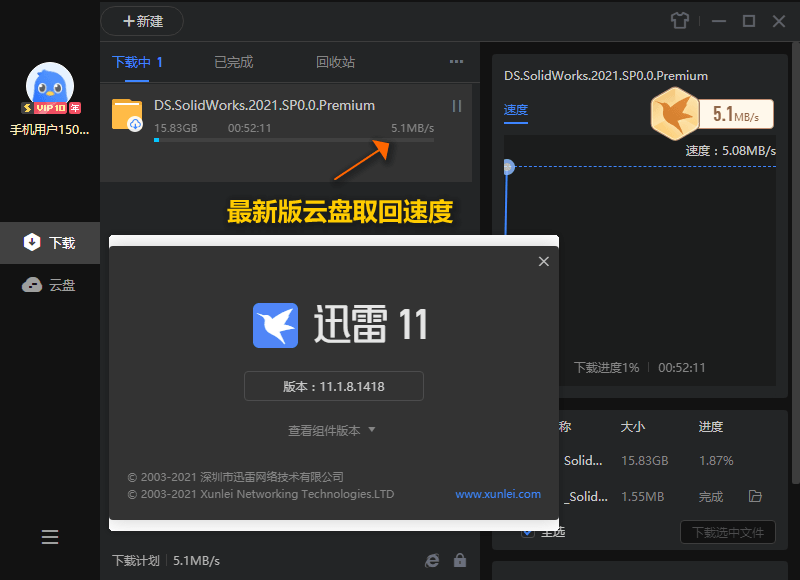 新建
下载中 1
已完成
回收站
DS.SolidWorks.2021.SP0.0.Premium
15.83GB
00:52:11
5.1MB/s
VIP10 年
手机用户150...
下载
云盘
最新版云盘取回速度
DS.SolidWorks.2021.SP0.0.Premium
速度
5.1MB/s
速度：5.08MB/s
下载进度1%
00:52:11
迅雷 11
版本：11.1.8.1418
查看组件版本
© 2003-2021 深圳市迅雷网络技术有限公司
© 2003-2021 Xunlei Networking Technologies.LTD
www.xunlei.com
称
大小
进度
Solid...
15.83GB
1.87%
_Solid...
1.55MB
完成
全选
下载选中文件
下载计划
5.1MB/s